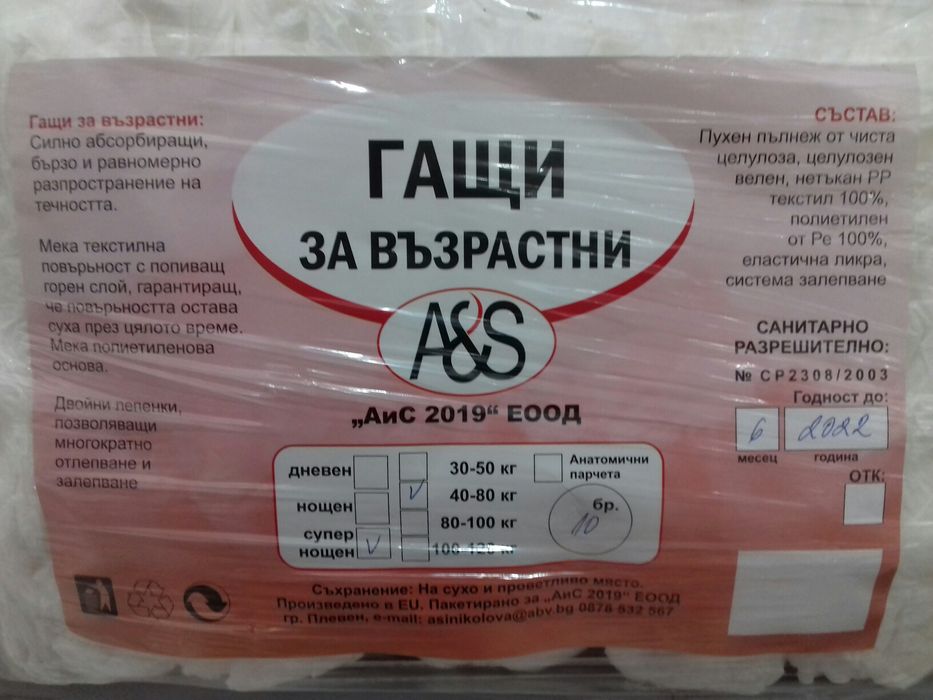 Гащи за възрастни:
Силно абсорбиращи,
бързо и равномерно
разпространение на
течността.
Мека текстилна
повърьност с попиващ
горен слой, гарантиращ,
че повърьността остава
суха през цялото време.
Мека полиетиленова
основа.
Двойни лепенки,
позволяващи
многократно
отлепване и
залепване
ГАЩИ
ЗА ВЪЗРАСТНИ
A&S
„АиС 2019“ ЕООД
дневен
нощен
супер
нощен
30-50 кг
40-80 кг
80-100 кг
100-120 кг
Анатомични
парчета
бр.
10
СЪСТАВ:
Пухен пълнеж от чиста
целулоза, целулозен
велен, нетъкан PP
текстил 100%,
полиетилен
от Pe 100%,
еластична ликра,
система залепване
САНИТАРНО
РАЗРЕШИТЕЛНО:
№ СР2308/2003
Годност до:
6 2022
месец година
ОТК:
Съхранение: На сухо и проветливо място.
Произведено в EU. Пакетирано за „АиС 2019“ ЕООД
гр. Плевен, e-mail: asinikolova@abv.bg 0878 532 567